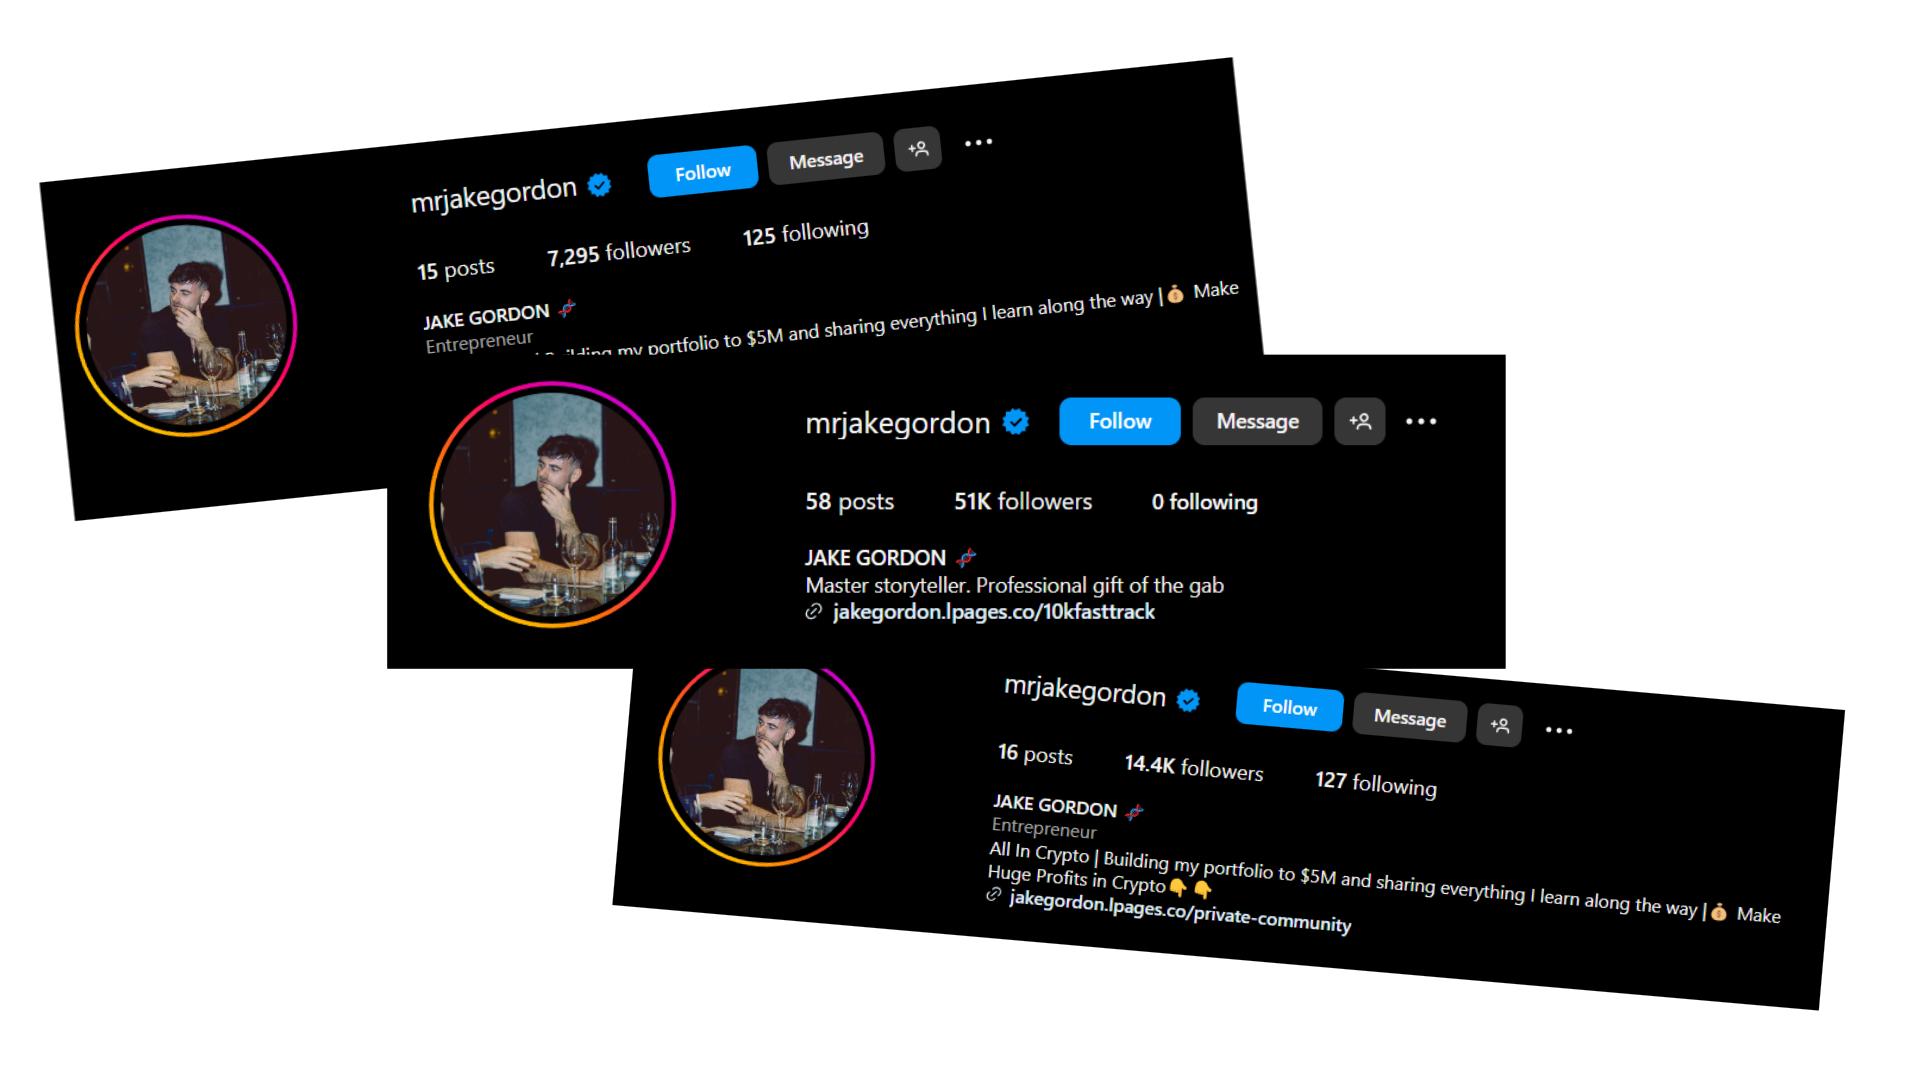 mrjakegordon
Follow
Message
15 posts
7,295 followers
125 following
JAKE GORDON
Entrepreneur
Building my portfolio to $5M and sharing everything I learn along the way |💰 Make
mrjakegordon
Follow
Message
58 posts
51K followers
0 following
JAKE GORDON
Master storyteller. Professional gift of the gab
jakegordon.lpages.co/10kfasttrack
mrjakegordon
Follow
Message
16 posts
14.4K followers
127 following
JAKE GORDON
Entrepreneur
All In Crypto | Building my portfolio to $5M and sharing everything I learn along the way |💰 Make
Huge Profits in Crypto👇👇
jakegordon.lpages.co/private-community